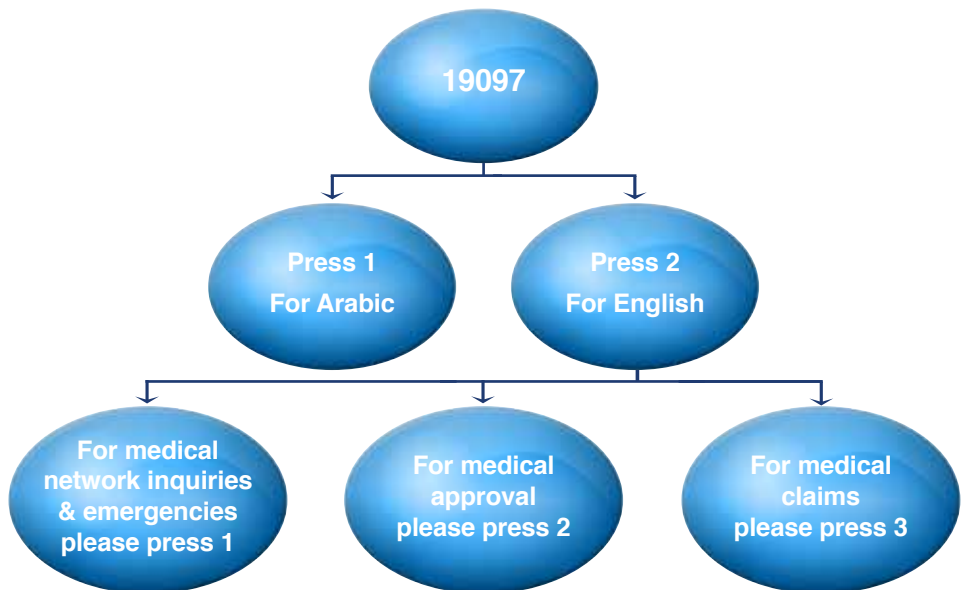 19097
Press 1
For Arabic
Press 2
For English
For medical
network inquiries
& emergencies
please press 1
For medical
approval
please press 2
For medical
claims
please press 3